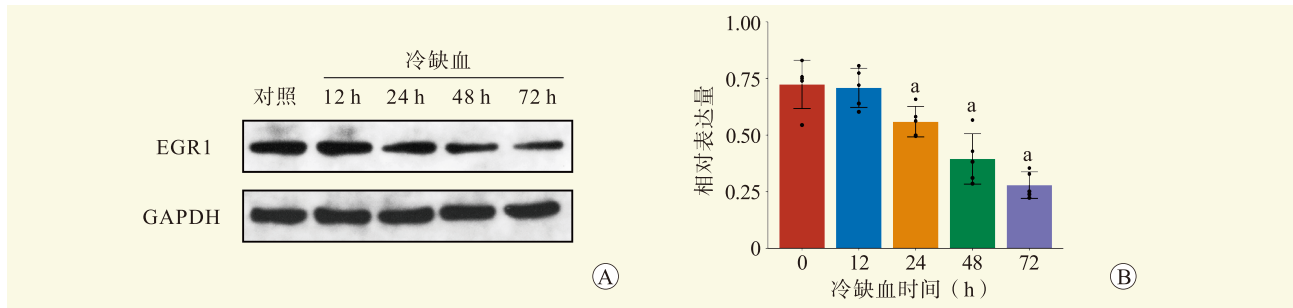 冷缺血
对照 12 h 24 h 48 h 72 h
EGR1
GAPDH
A
相对表达量
1.00
0.75
0.50
0.25
0
a
a
a
0 12 24 48 72
冷缺血时间（h）
B